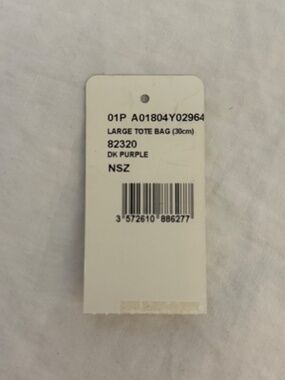 01P A01804Y02964
LARGE TOTE BAG (30cm)
82320
DK PURPLE
NSZ
3 572610 886277